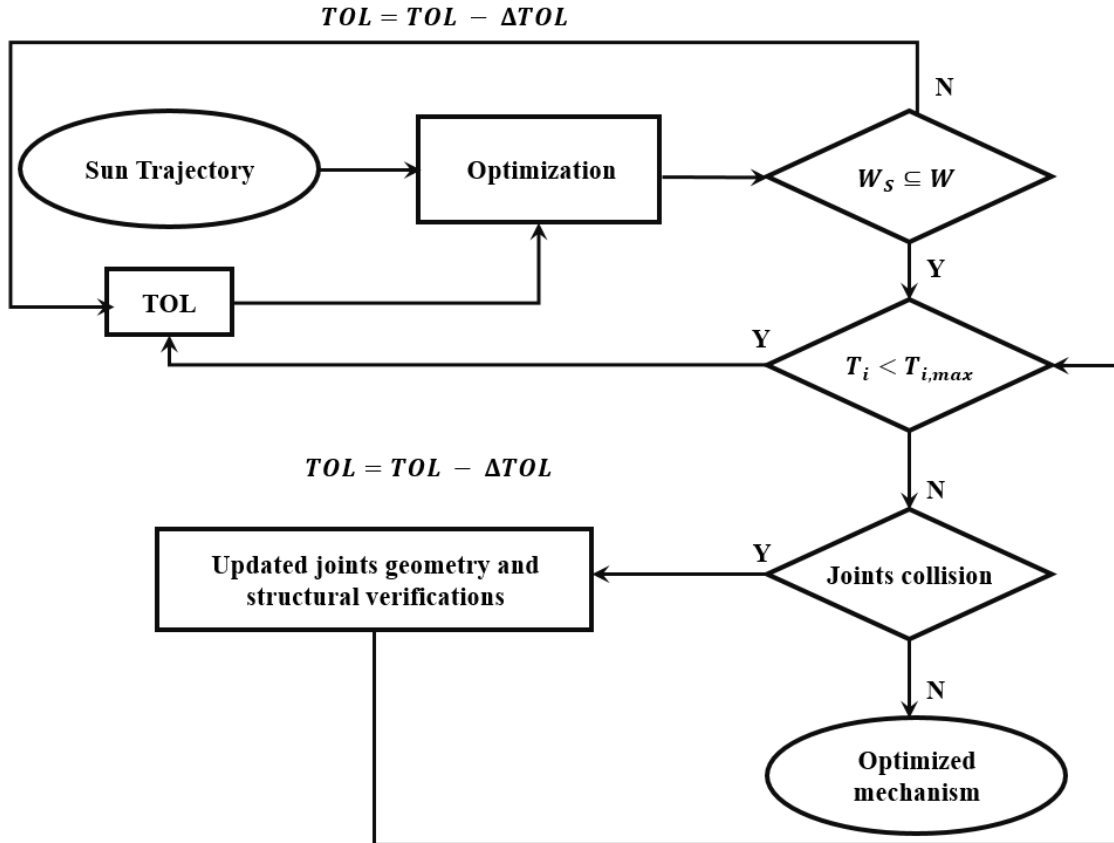 TOL = TOL − ΔTOL
N
Sun Trajectory
Optimization
W_S ⊆ W
Y
TOL
Y
T_i < T_{i,max}
TOL = TOL − ΔTOL
N
Y
Updated joints geometry and
structural verifications
Joints collision
N
Optimized
mechanism